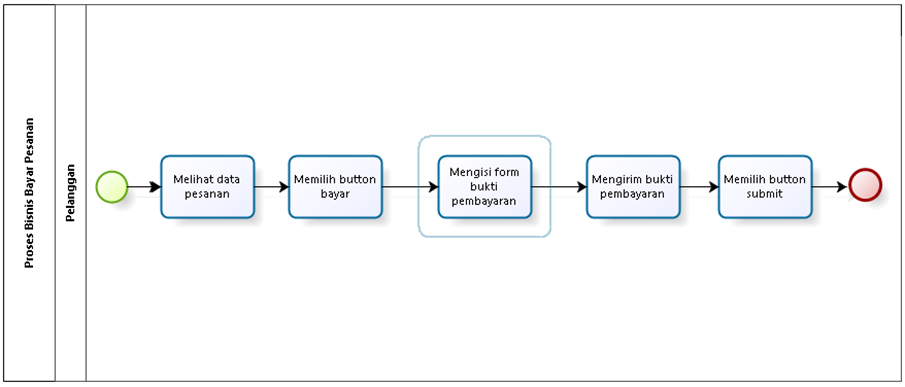 Proses Bisnis Bayar Pesanan
Pelanggan
Melihat data
pesanan
Memilih button
bayar
Mengisi form
bukti
pembayaran
Mengirim bukti
pembayaran
Memilih button
submit